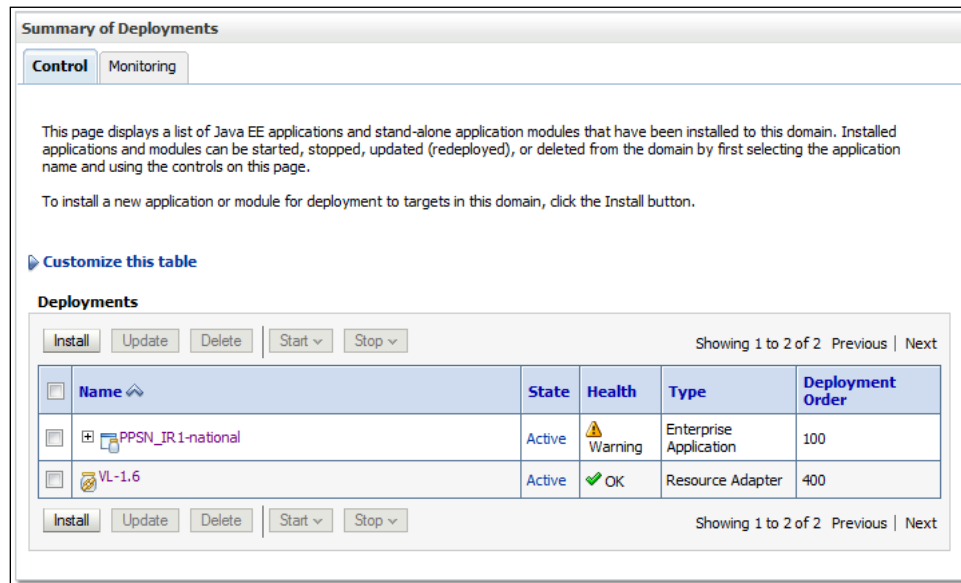 Summary of Deployments
Control Monitoring
This page displays a list of Java EE applications and stand-alone application modules that have been installed to this domain. Installed
applications and modules can be started, stopped, updated (redeployed), or deleted from the domain by first selecting the application
name and using the controls on this page.
To install a new application or module for deployment to targets in this domain, click the Install button.
Customize this table
Deployments
Install Update Delete Start Stop Showing 1 to 2 of 2 Previous | Next
Name State Health Type Deployment Order
PPSN_IR1-national Active Warning Enterprise Application 100
VL-1.6 Active OK Resource Adapter 400
Install Update Delete Start Stop Showing 1 to 2 of 2 Previous | Next